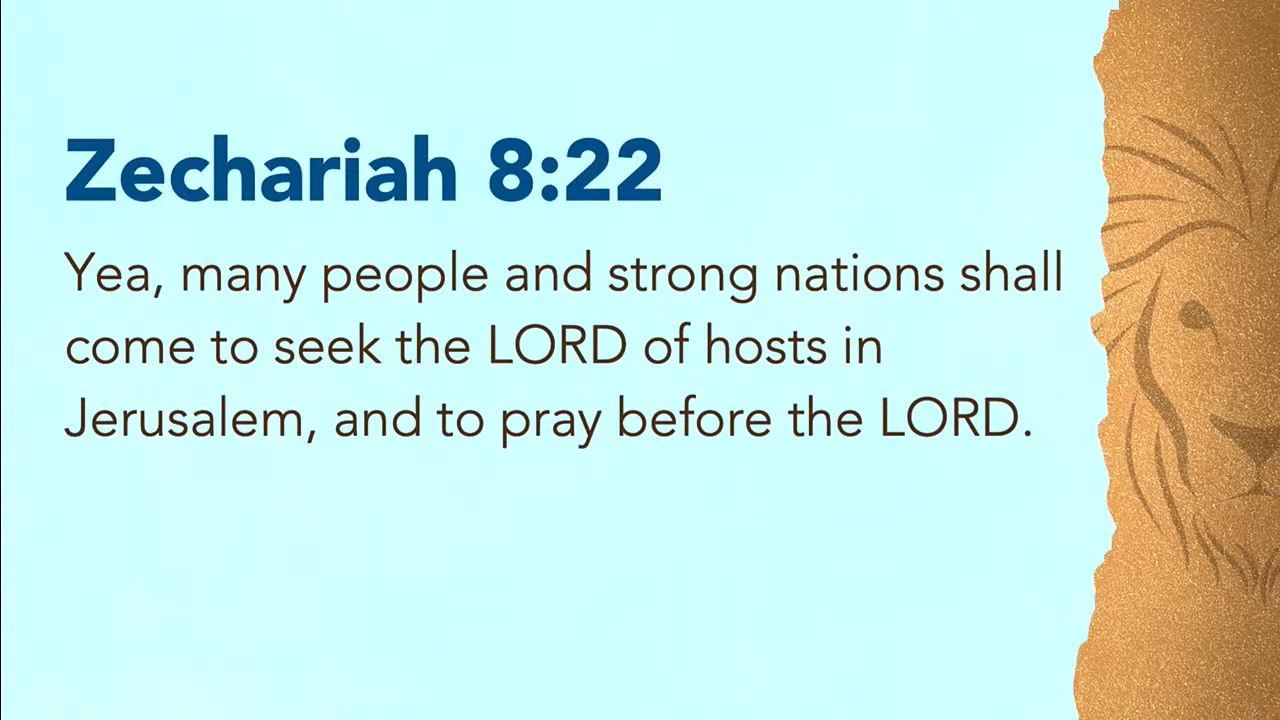 Zechariah 8:22
Yea, many people and strong nations shall
come to seek the LORD of hosts in
Jerusalem, and to pray before the LORD.